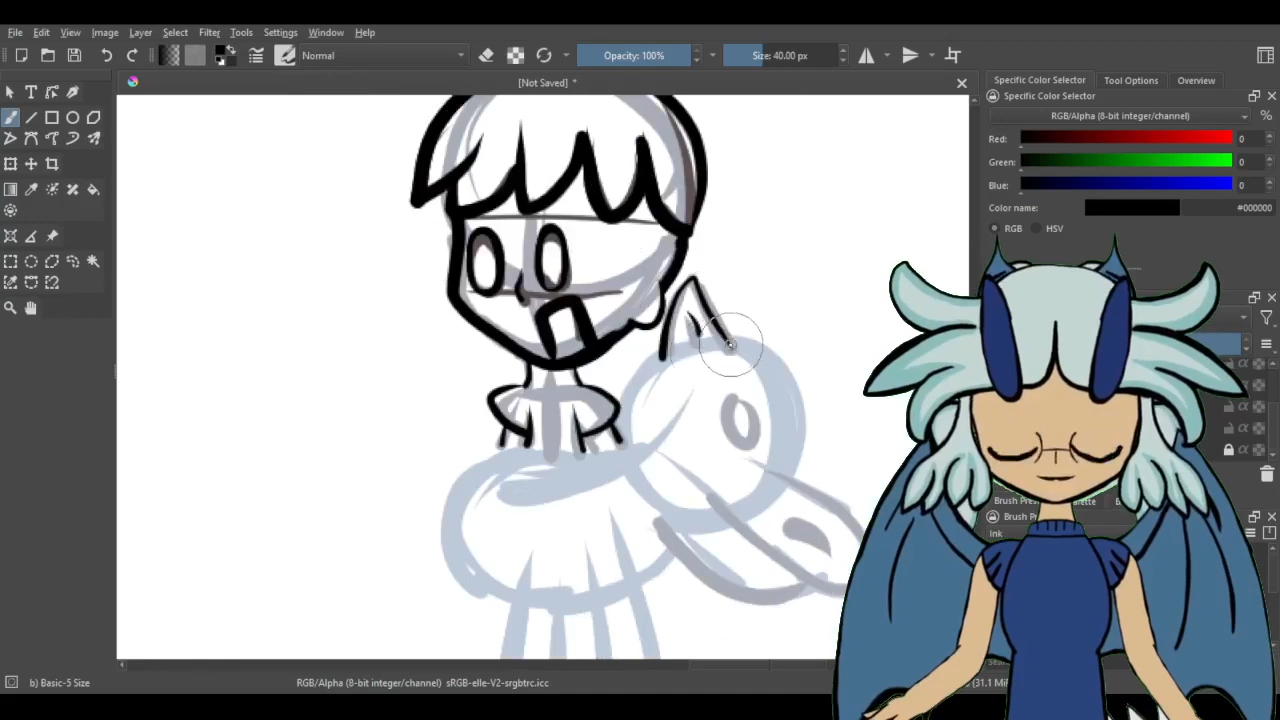 File Edit View Image Layer Select Filter Tools Settings Window Help
Normal
Opacity: 100%
Size: 40.00 px
[Not Saved] *
Specific Color Selector Tool Options Overview
Specific Color Selector
RGB/Alpha (8-bit integer/channel)
%
Red: 0
Green: 0
Blue: 0
Color name: #000000
RGB HSV
Ink
b) Basic-5 Size
RGB/Alpha (8-bit integer/channel) sRGB-elle-V2-srgbtrc.icc